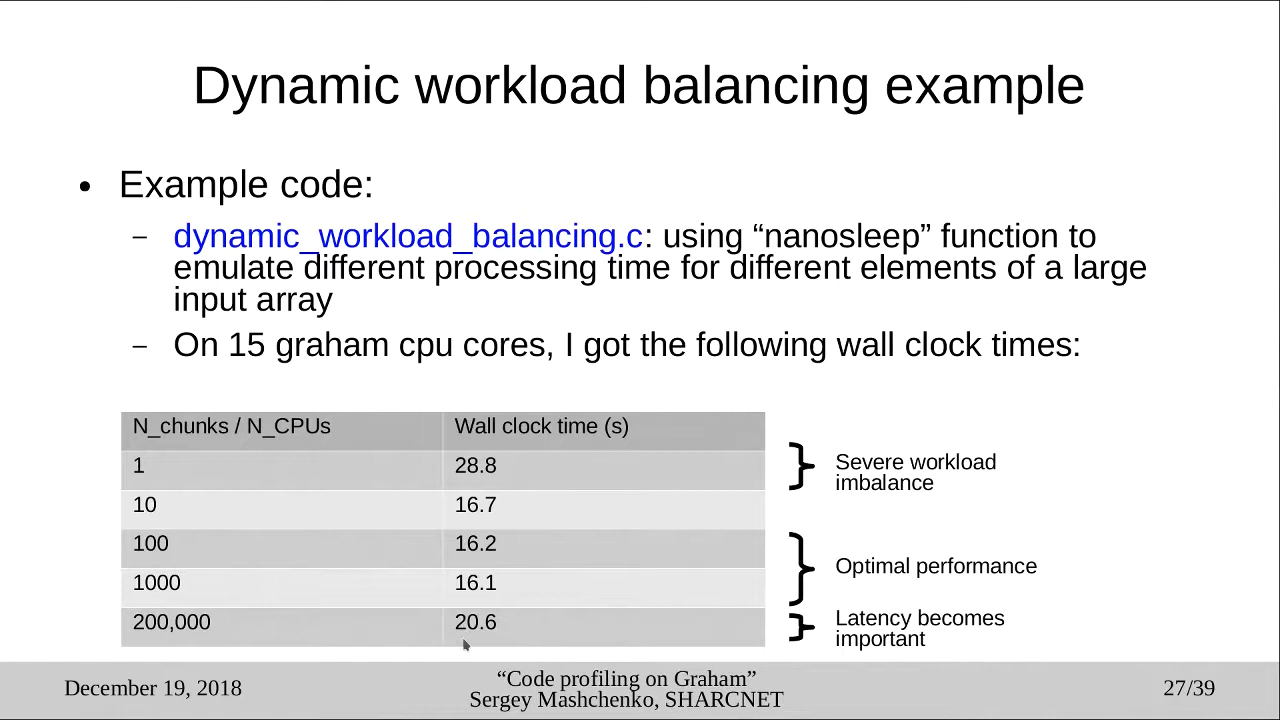 Dynamic workload balancing example
• Example code:
– dynamic_workload_balancing.c: using “nanosleep” function to
emulate different processing time for different elements of a large
input array
– On 15 graham cpu cores, I got the following wall clock times:
N_chunks / N_CPUs Wall clock time (s)
1 28.8
10 16.7
100 16.2
1000 16.1
200,000 20.6
Severe workload
imbalance
Optimal performance
Latency becomes
important
December 19, 2018
“Code profiling on Graham”
Sergey Mashchenko, SHARCNET
27/39